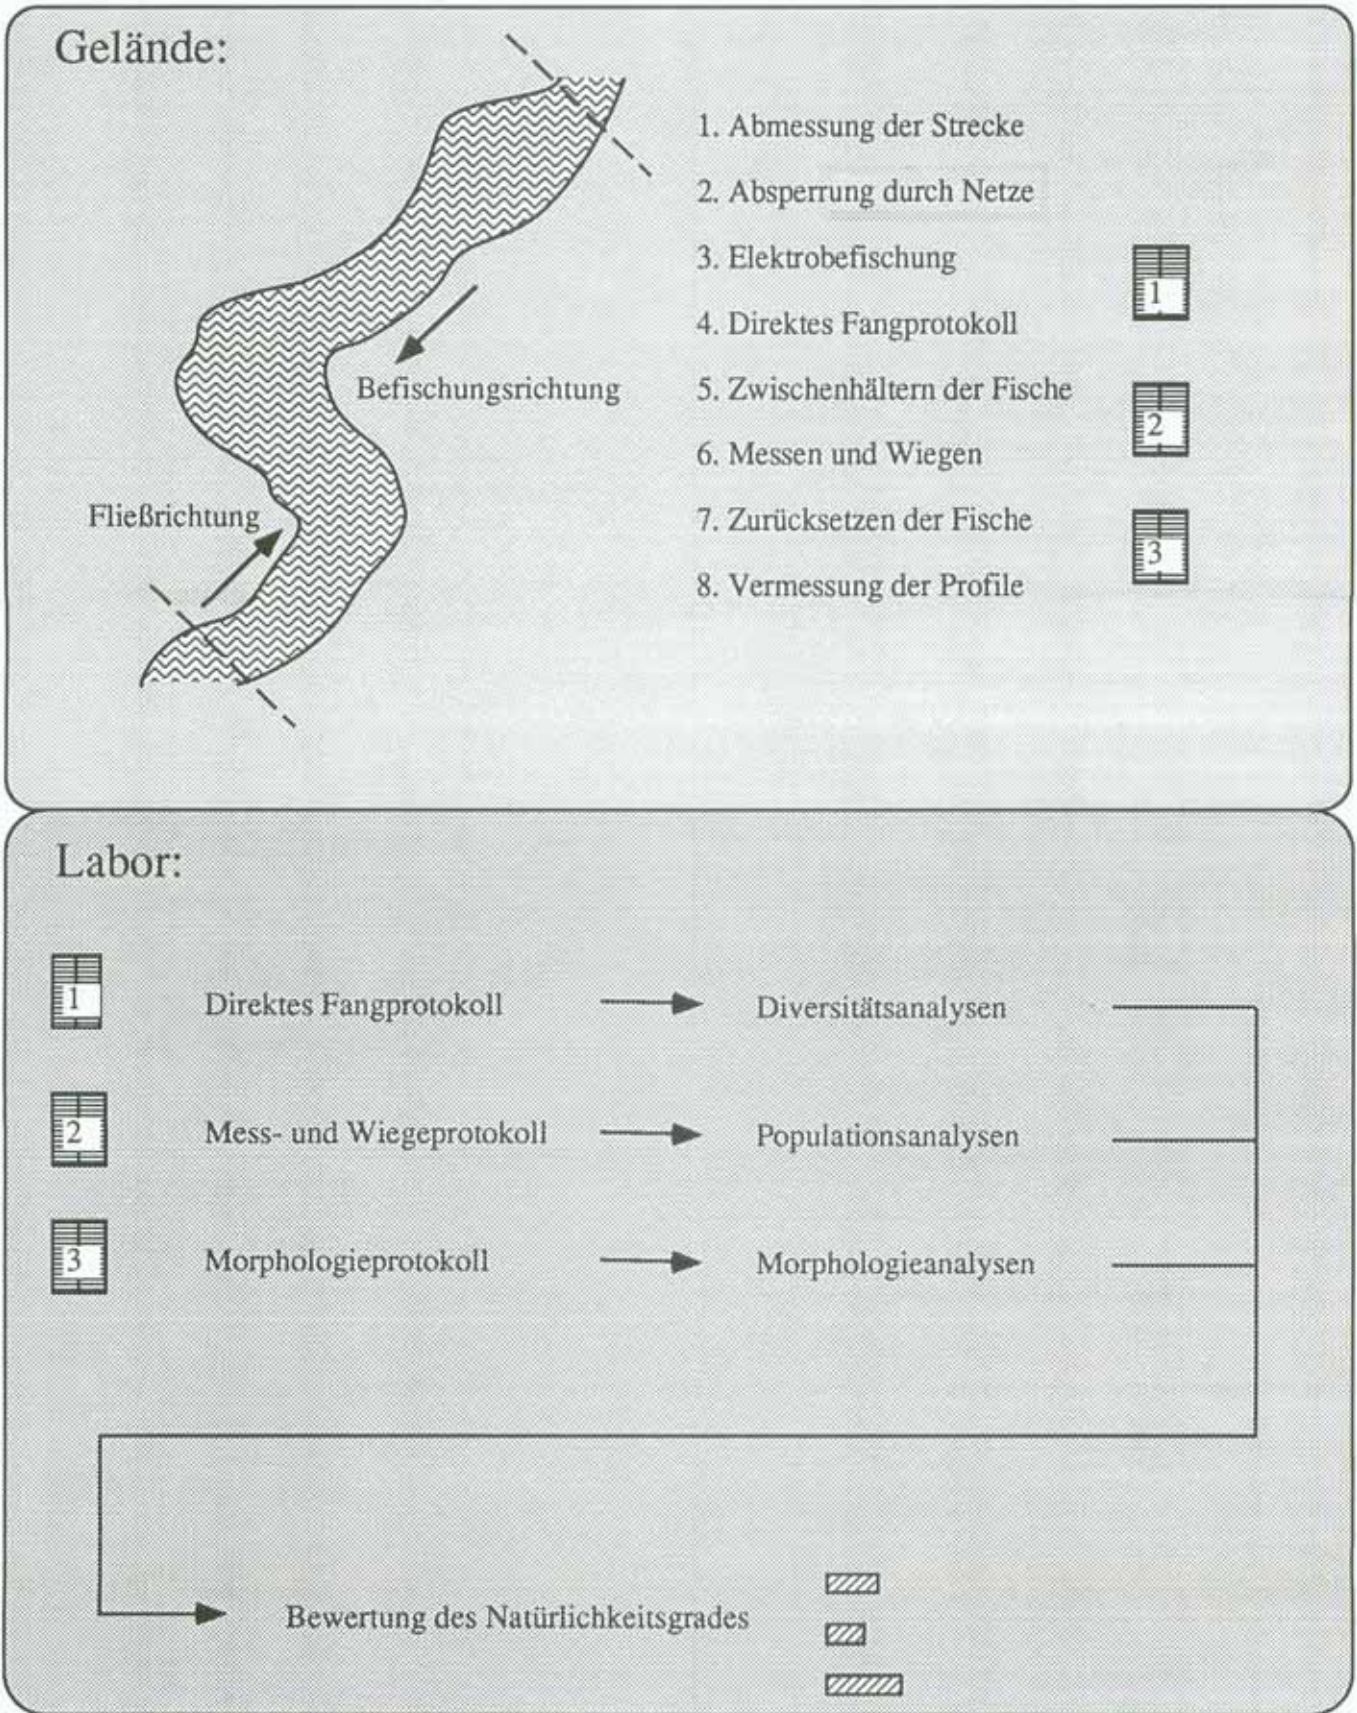 Gelände:
1. Abmessung der Strecke
2. Absperrung durch Netze
3. Elektrobefischung
1
4. Direktes Fangprotokoll
Befischungsrichtung
5. Zwischenhältern der Fische
2
6. Messen und Wiegen
Fließrichtung
7. Zurücksetzen der Fische
3
8. Vermessung der Profile
Labor:
1 Direktes Fangprotokoll Diversitätsanalysen
2 Mess- und Wiegeprotokoll Populationsanalysen
3 Morphologieprotokoll Morphologieanalysen
Bewertung des Natürlichkeitsgrades